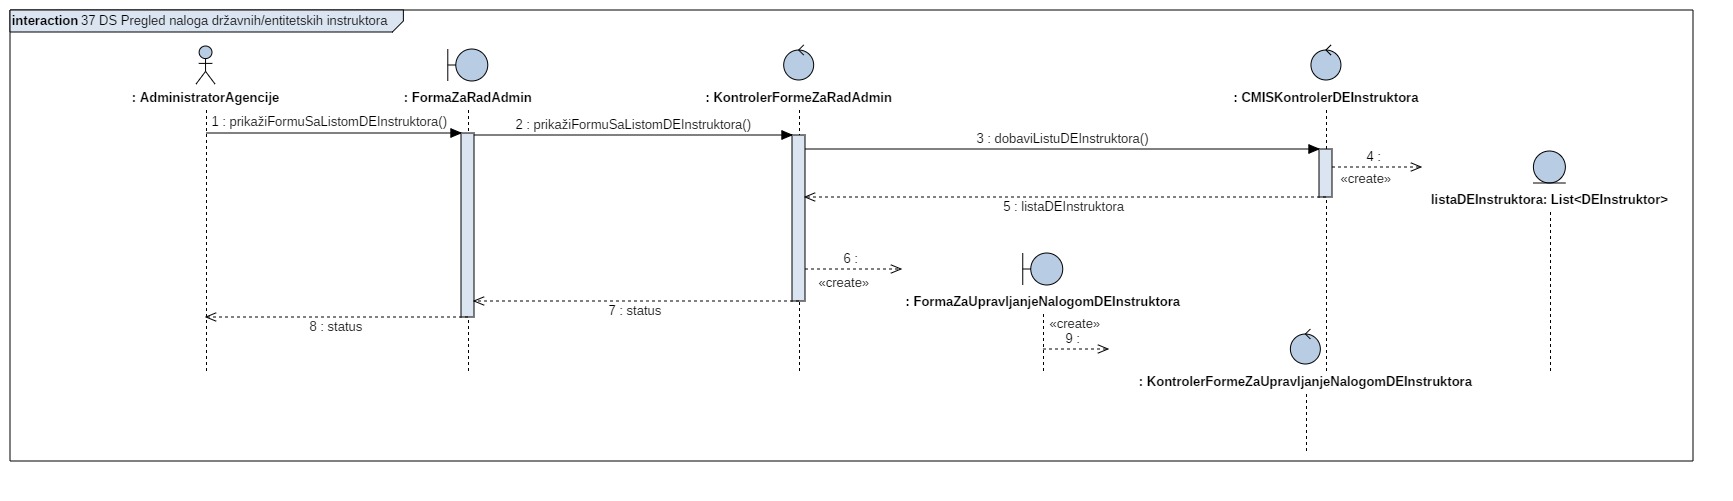 interaction 37 DS Pregled naloga državnih/entitetskih instruktora
: AdministratorAgencije
: FormaZaRadAdmin
: KontrolerFormeZaRadAdmin
: CMISKontrolerDEInstruktora
1 : prikažiFormuSaListomDEInstruktora()
2 : prikažiFormuSaListomDEInstruktora()
3 : dobaviListuDEInstruktora()
4 :
«create»
listaDEInstruktora: List<DEInstruktor>
5 : listaDEInstruktora
6 :
«create»
: FormaZaUpravljanjeNalogomDEInstruktora
7 : status
8 : status
«create»
9 :
: KontrolerFormeZaUpravljanjeNalogomDEInstruktora